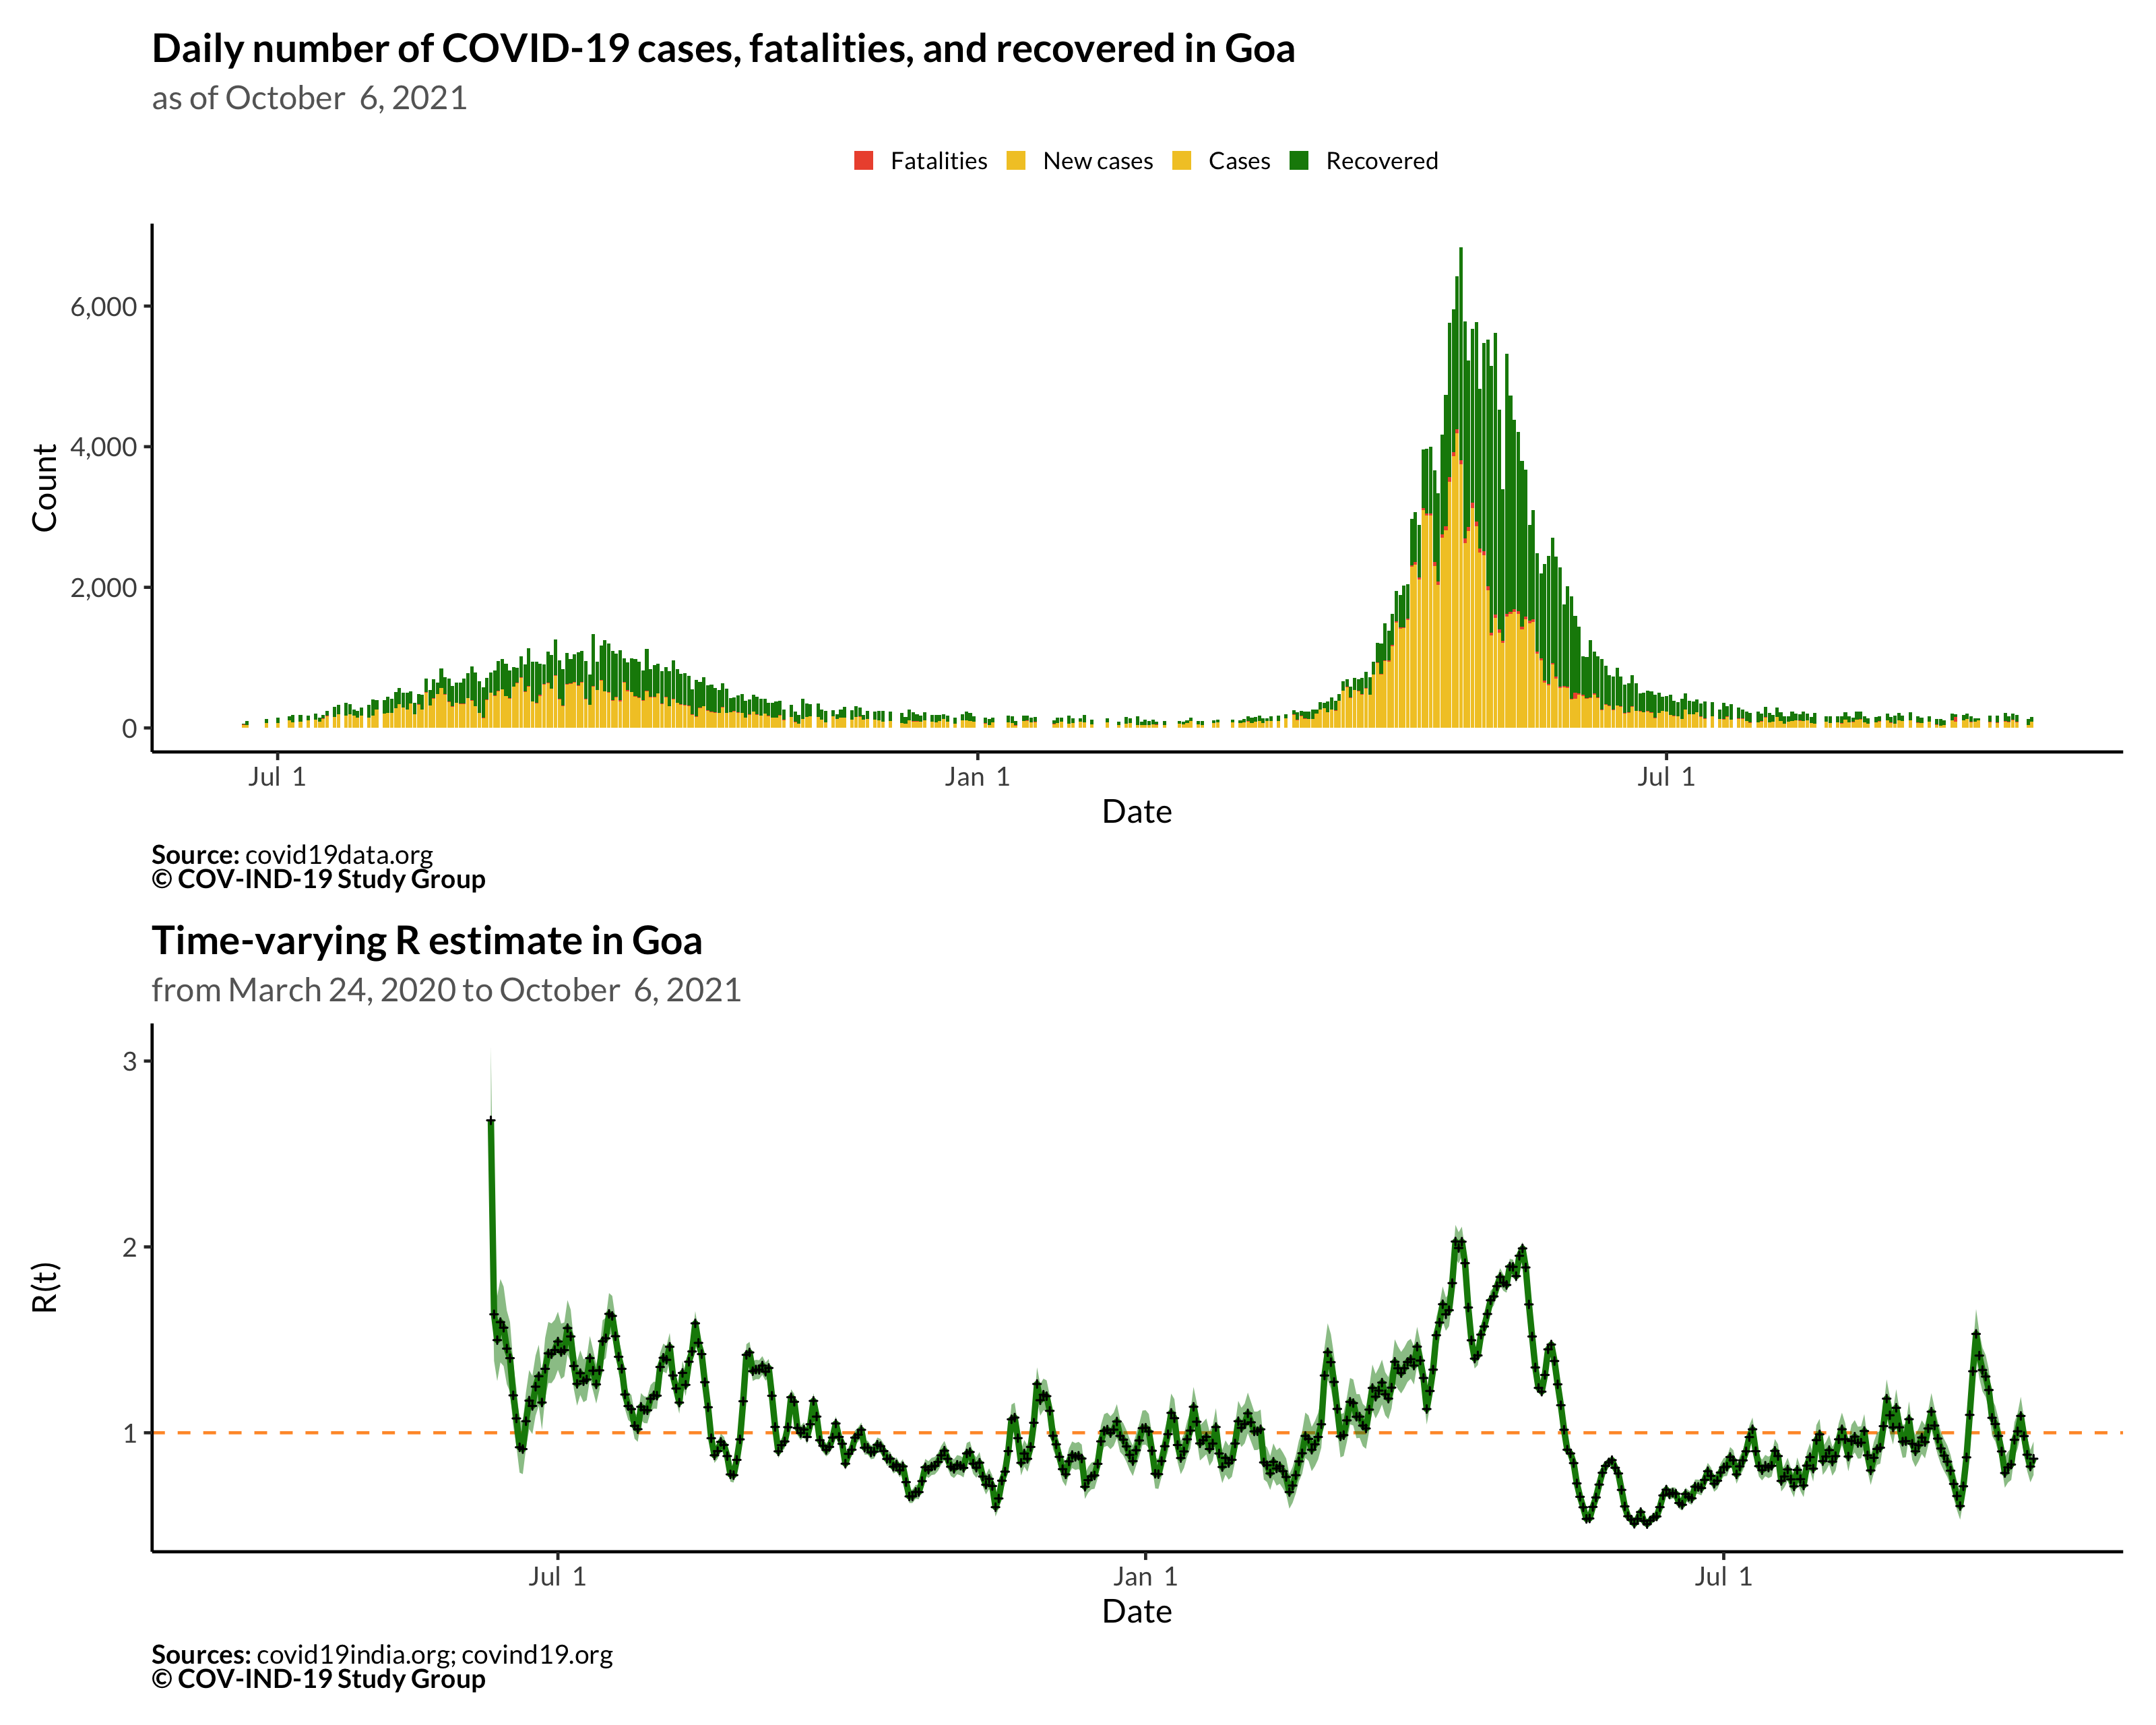 Daily number of COVID-19 cases, fatalities, and recovered in Goa
as of October  6, 2021
Fatalities New cases Cases Recovered
6,000
4,000
2,000
0
Count
Jul  1 Jan  1 Jul  1
Date
Source: covid19data.org
© COV-IND-19 Study Group
Time-varying R estimate in Goa
from March 24, 2020 to October  6, 2021
3
2
1
R(t)
Jul  1 Jan  1 Jul  1
Date
Sources: covid19india.org; covind19.org
© COV-IND-19 Study Group